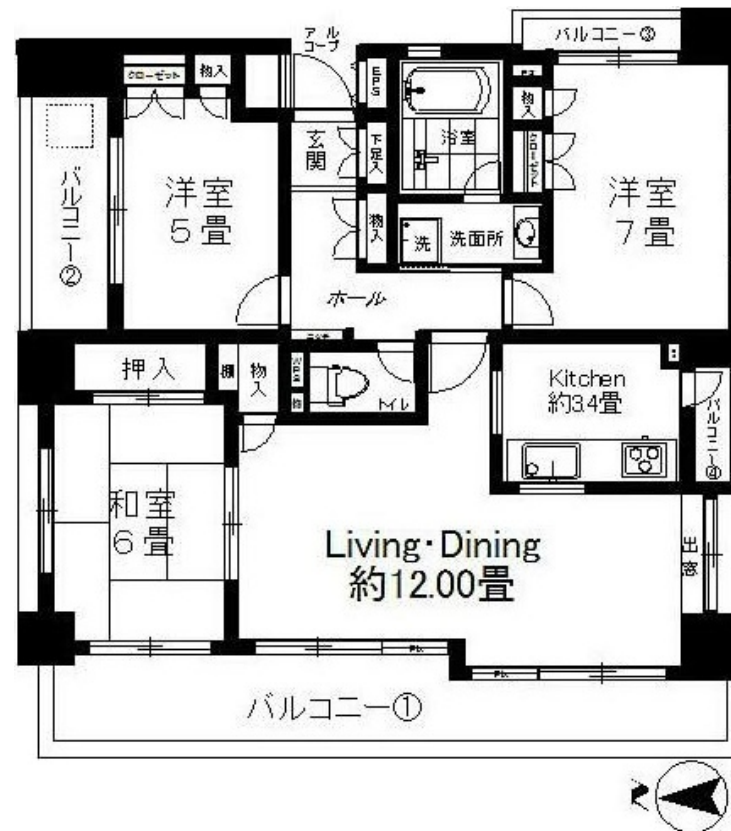 アル
コーブ
バルコニー③
クローゼット
物入
EPS
浴室
物入
クローゼット
玄関
下足入
洋室
5畳
バルコニー②
洋室
7畳
物入
洗
洗面所
ホール
押入
棚
物入
トイレ
Kitchen
約3.4畳
バルコニー④
和室
6畳
Living・Dining
約12.00畳
出窓
Fix
Fix
バルコニー①
N